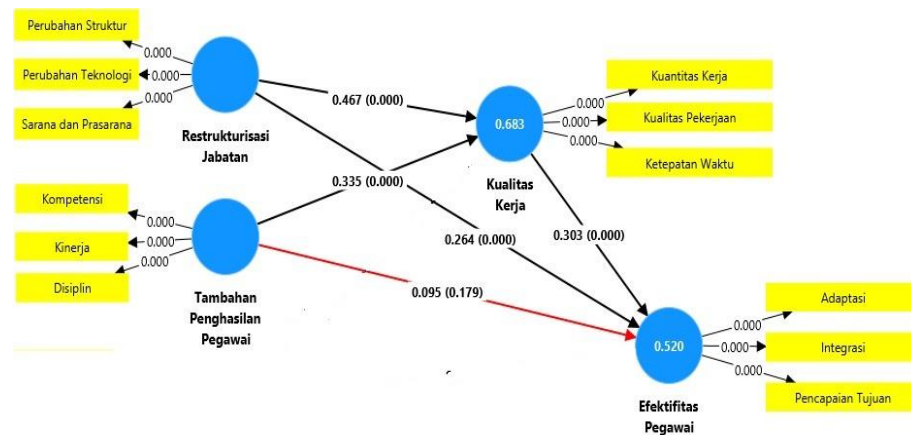 Perubahan Struktur
0.000
Perubahan Teknologi
0.000
0.000
Sarana dan Prasarana
Restrukturisasi
Jabatan
0.467 (0.000)
0.683
Kualitas
Kerja
0.000
Kuantitas Kerja
0.000
Kualitas Pekerjaan
0.000
Ketepatan Waktu
0.335 (0.000)
Kompetensi
0.000
Kinerja
0.000
0.000
Disiplin
Tambahan
Penghasilan
Pegawai
0.264 (0.000)
0.303 (0.000)
0.095 (0.179)
0.520
Efektifitas
Pegawai
0.000
Adaptasi
0.000
Integrasi
0.000
Pencapaian Tujuan